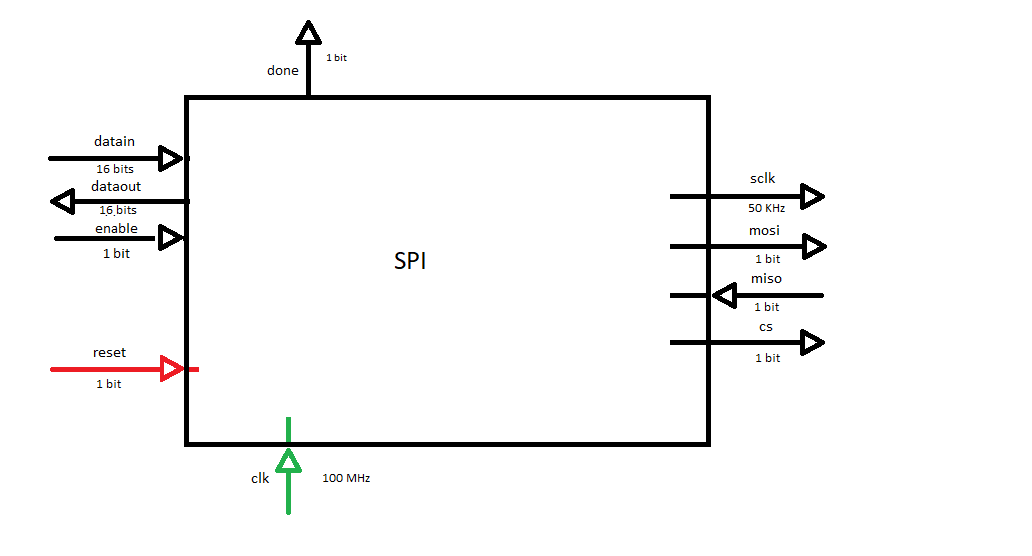 1 bit
done
datain
16 bits
dataout
16 bits
enable
1 bit
SPI
sclk
50 KHz
mosi
1 bit
miso
1 bit
cs
1 bit
reset
1 bit
clk
100 MHz